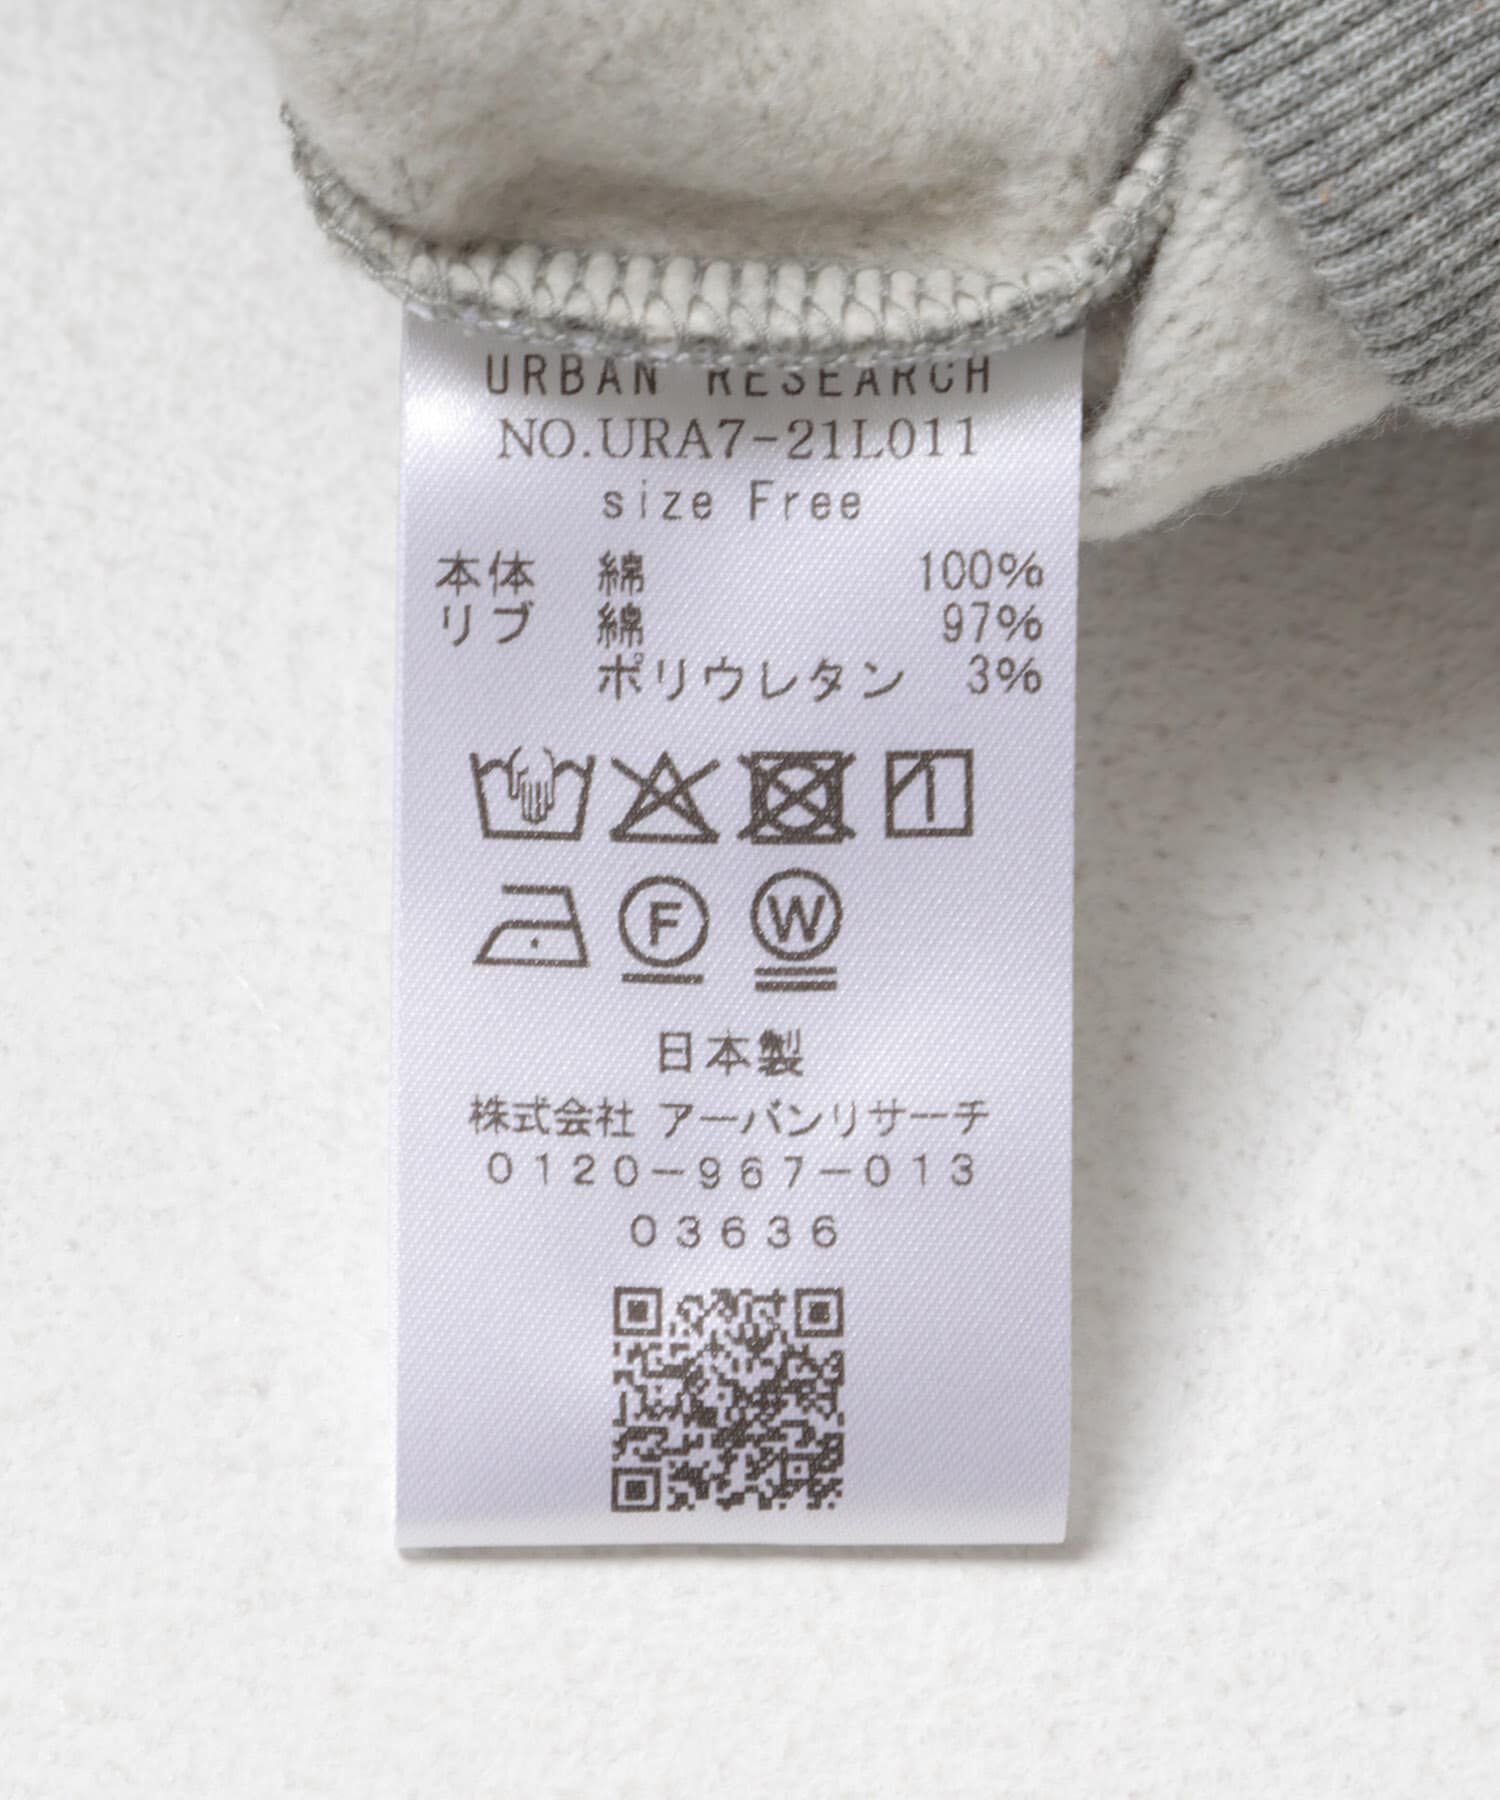 URBAN RESEARCH
NO.URA7-21L011
size Free
本体 綿 100%
リブ 綿 97%
ポリウレタン 3%
1
F W
日本製
株式会社 アーバンリサーチ
0120-967-013
03636